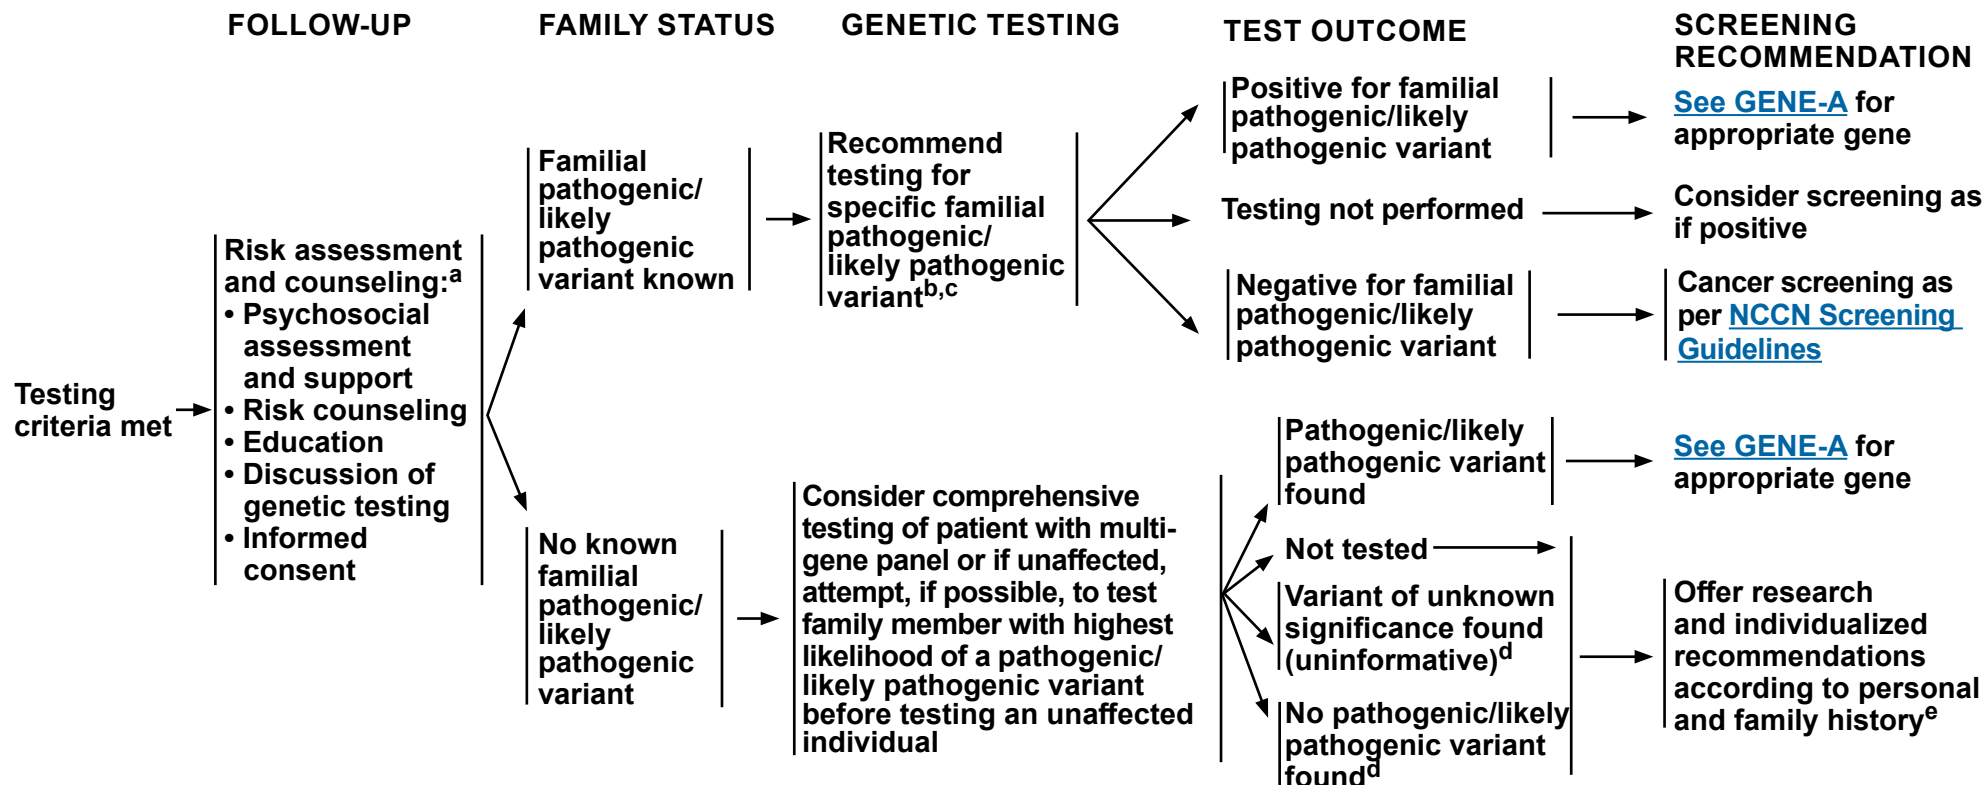 FOLLOW-UP
FAMILY STATUS
GENETIC TESTING
TEST OUTCOME
SCREENING
RECOMMENDATION
Testing
criteria met
Risk assessment
and counseling:a
• Psychosocial
assessment
and support
• Risk counseling
• Education
• Discussion of
genetic testing
• Informed
consent
Familial
pathogenic/
likely
pathogenic
variant known
Recommend
testing for
specific familial
pathogenic/
likely pathogenic
variantb,c
Positive for familial
pathogenic/likely
pathogenic variant
See GENE-A for
appropriate gene
Testing not performed
Consider screening as
if positive
Negative for familial
pathogenic/likely
pathogenic variant
Cancer screening as
per NCCN Screening
Guidelines
No known
familial
pathogenic/
likely
pathogenic
variant
Consider comprehensive
testing of patient with multi-
gene panel or if unaffected,
attempt, if possible, to test
family member with highest
likelihood of a pathogenic/
likely pathogenic variant
before testing an unaffected
individual
Pathogenic/likely
pathogenic variant
found
See GENE-A for
appropriate gene
Not tested
Variant of unknown
significance found
(uninformative)d
No pathogenic/likely
pathogenic variant
foundd
Offer research
and individualized
recommendations
according to personal
and family historye